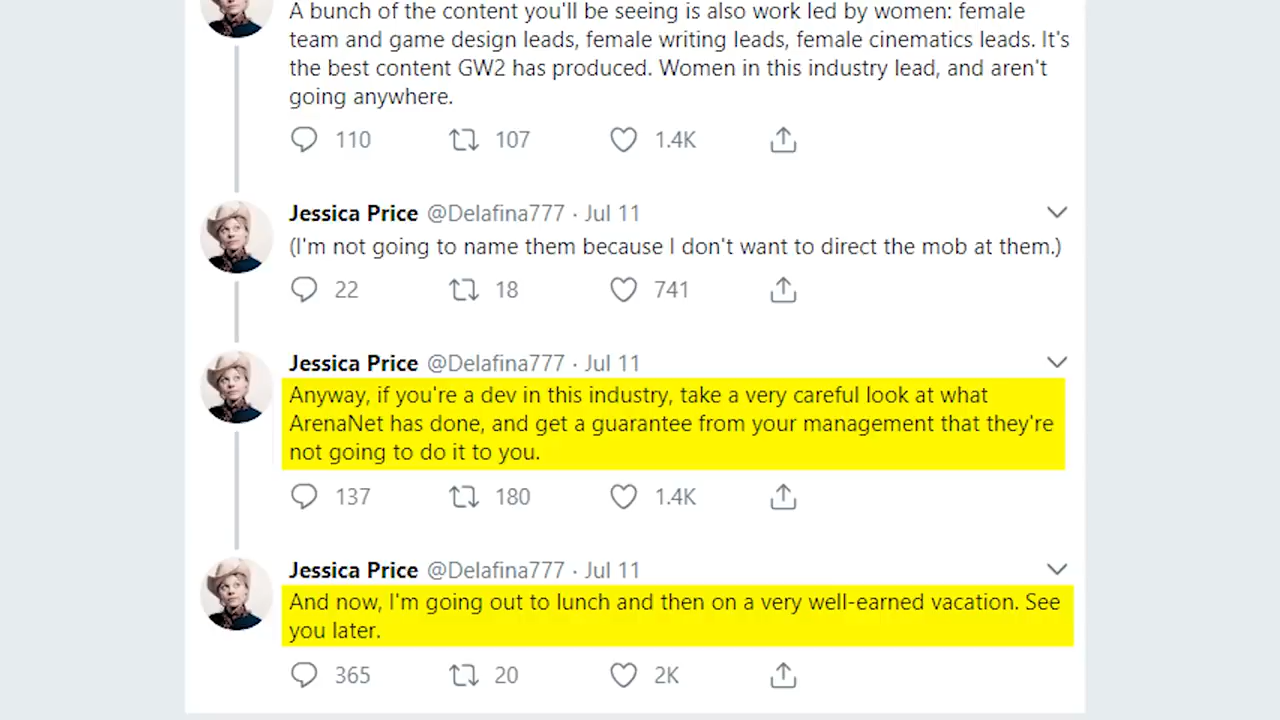 A bunch of the content you'll be seeing is also work led by women: female
team and game design leads, female writing leads, female cinematics leads. It's
the best content GW2 has produced. Women in this industry lead, and aren't
going anywhere.
110 107 1.4K
Jessica Price @Delafina777 · Jul 11
(I'm not going to name them because I don't want to direct the mob at them.)
22 18 741
Jessica Price @Delafina777 · Jul 11
Anyway, if you're a dev in this industry, take a very careful look at what
ArenaNet has done, and get a guarantee from your management that they're
not going to do it to you.
137 180 1.4K
Jessica Price @Delafina777 · Jul 11
And now, I'm going out to lunch and then on a very well-earned vacation. See
you later.
365 20 2K